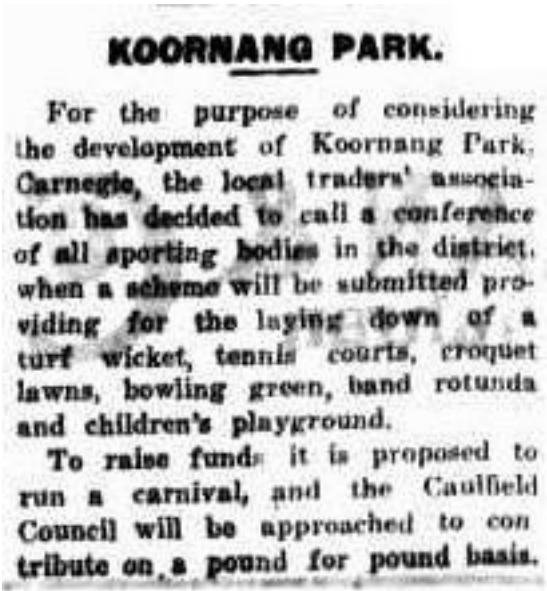 KOORNANG PARK.
For the purpose of considering
the development of Koornang Park,
Carnegie, the local traders' associa-
tion has decided to call a conference
of all sporting bodies in the district,
when a scheme will be submitted pro-
viding for the laying down of a
turf wicket, tennis courts, croquet
lawns, bowling green, band rotunda
and children's playground.
To raise funds it is proposed to
run a carnival, and the Caulfield
Council will be approached to con
tribute on a pound for pound basis.